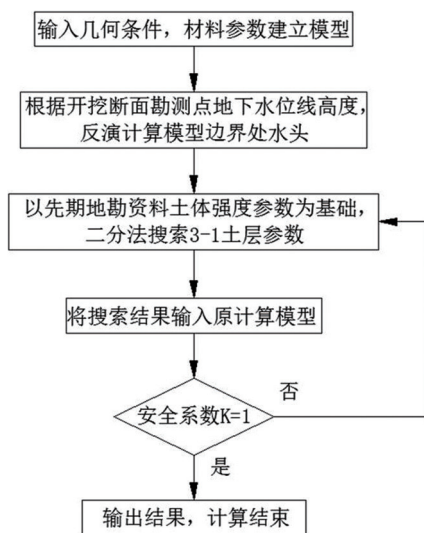 输入几何条件，材料参数建立模型
根据开挖断面勘测点地下水位线高度，
反演计算模型边界处水头
以先期地勘资料土体强度参数为基础，
二分法搜索3-1土层参数
将搜索结果输入原计算模型
否
安全系数K=1
是
输出结果，计算结束